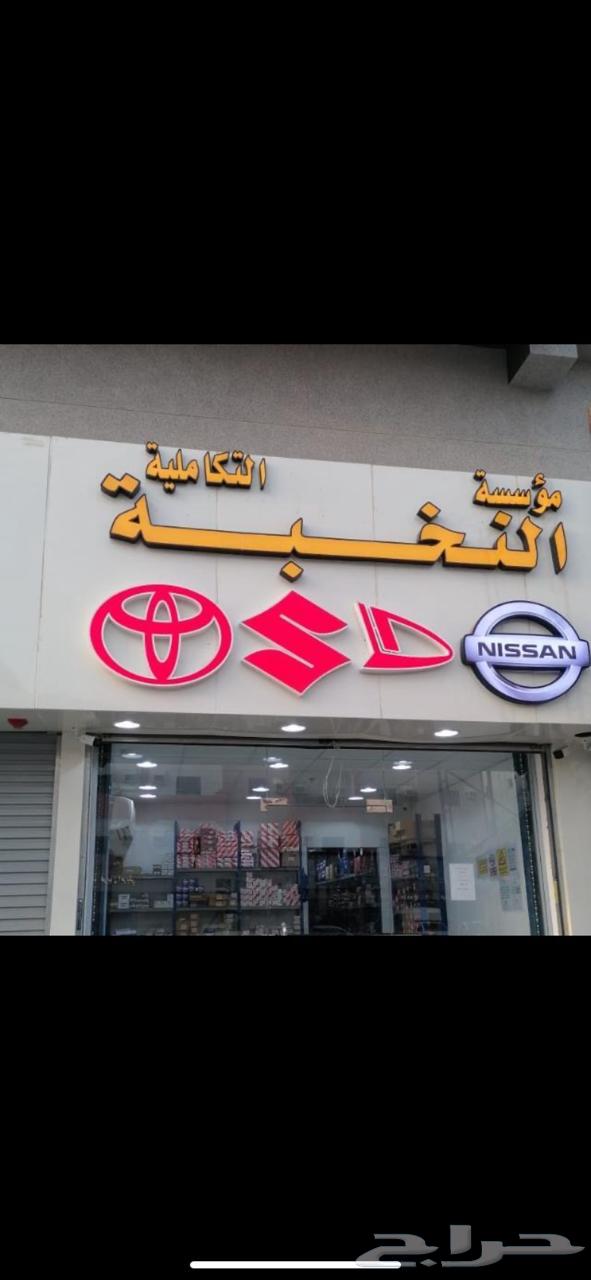 مؤسسة
النخبة
التكاملية
NISSAN
حراج